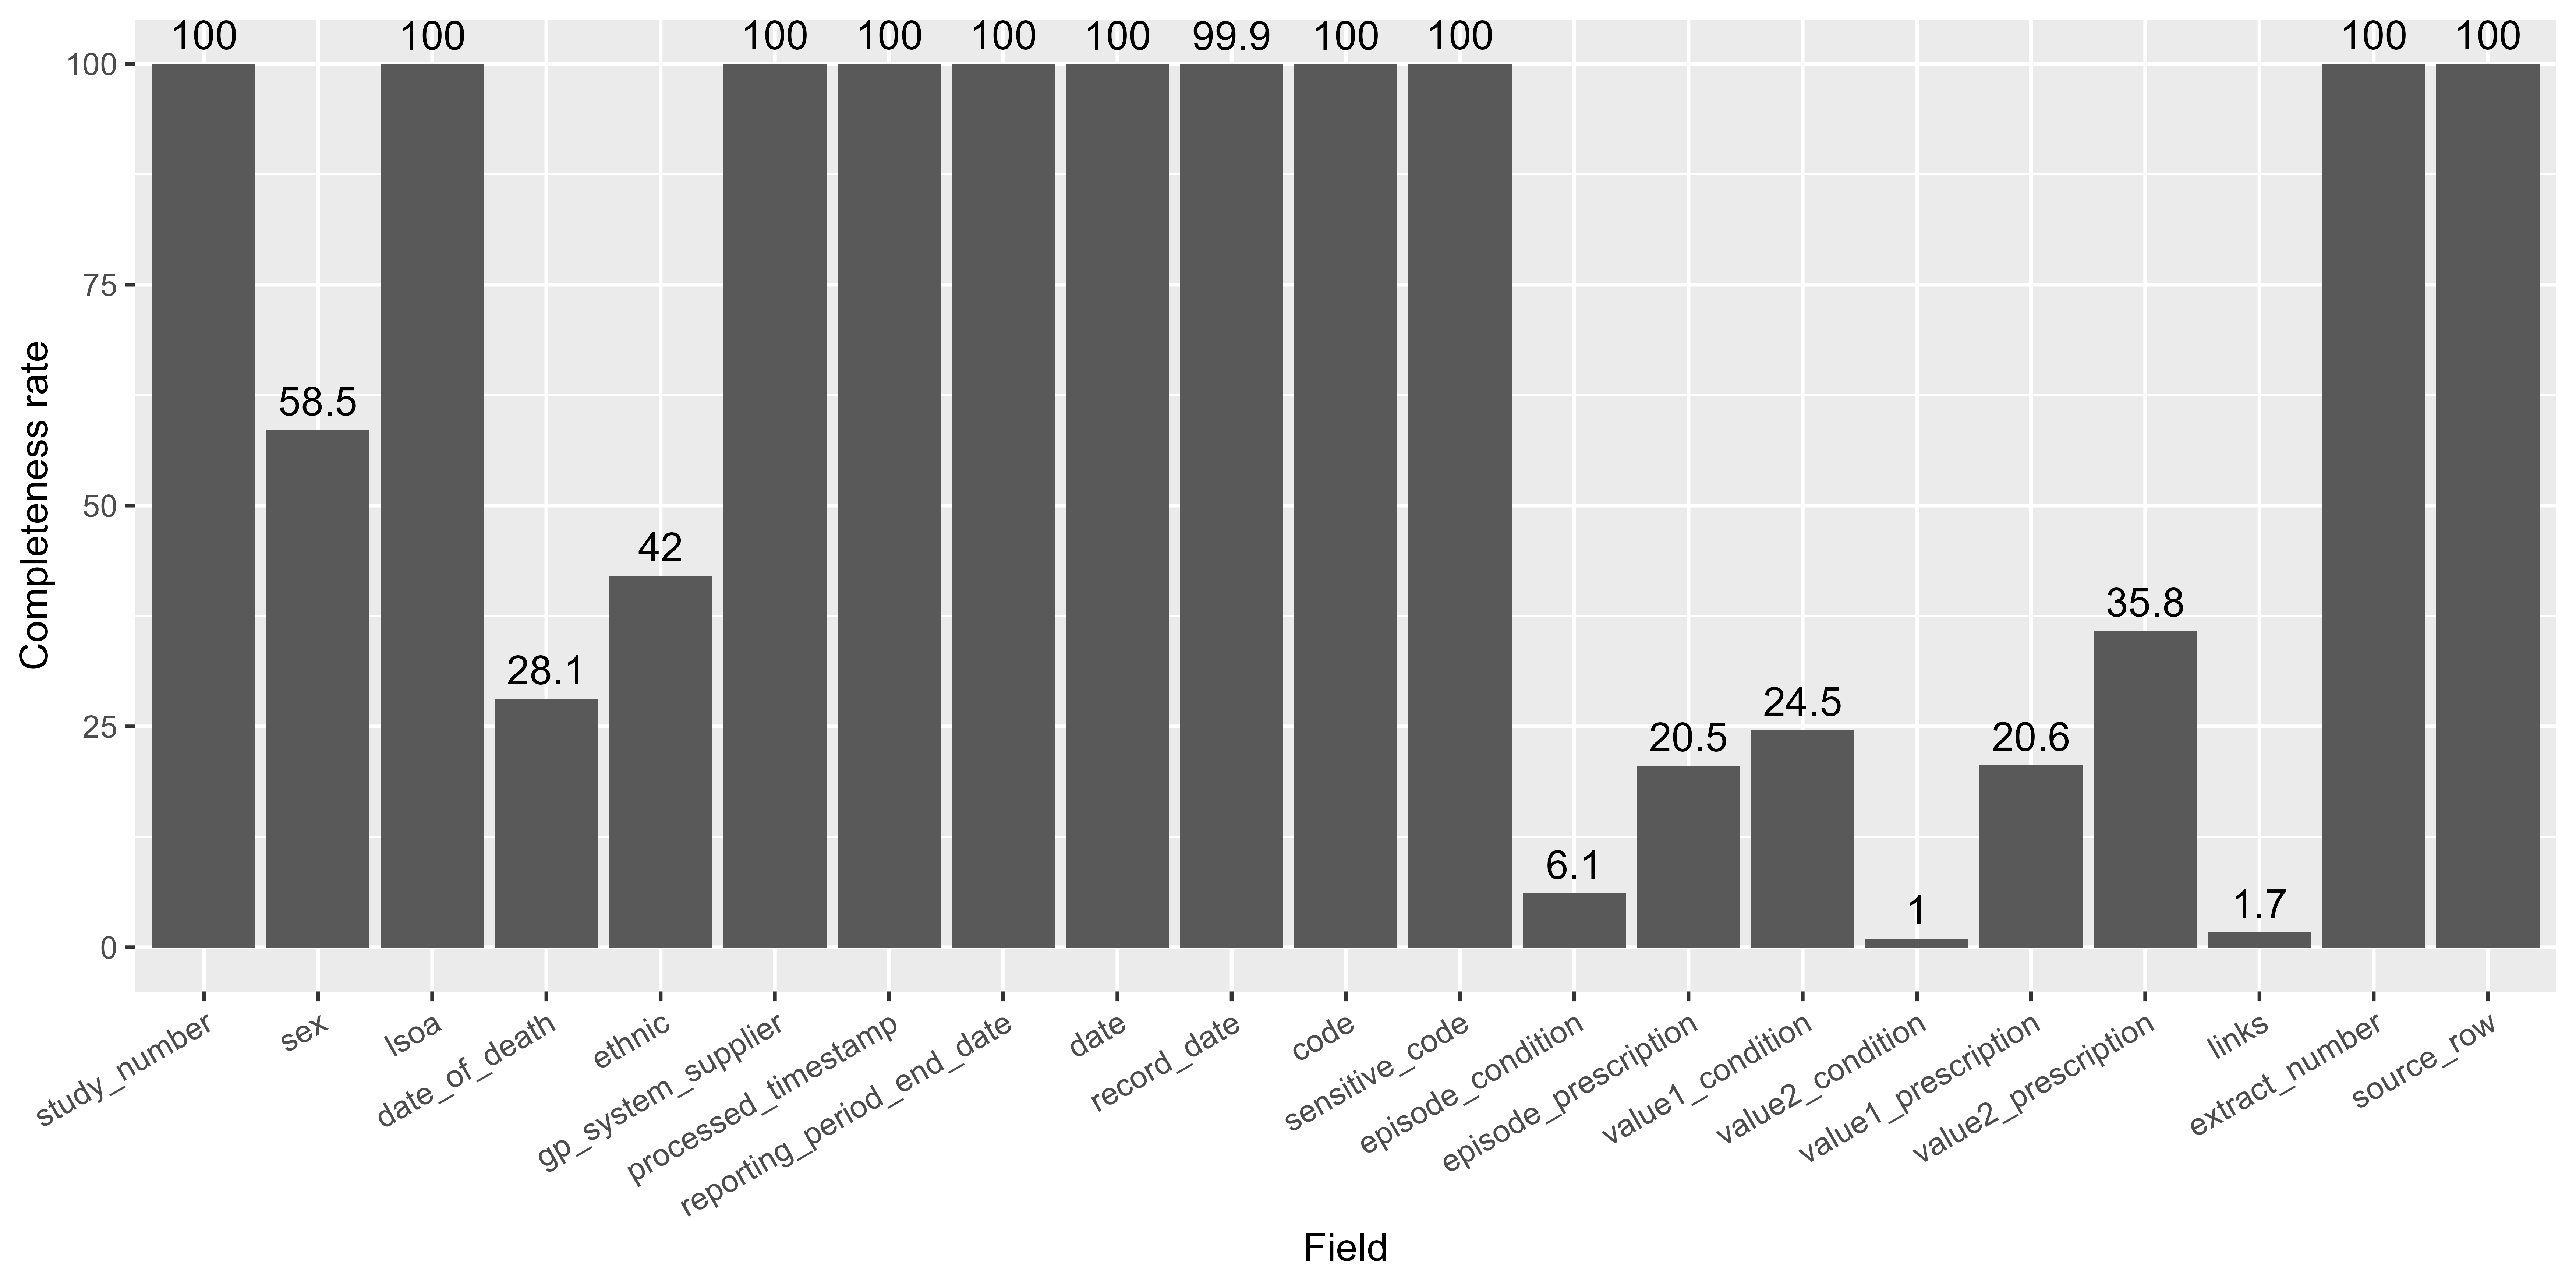 100 100 100 100 100 100 99.9 100 100 100 100
58.5
42
28.1
35.8
24.5
20.5
20.6
6.1
1
1.7
100
75
50
25
0
Completeness rate
study_number
sex
lsoa
date_of_death
ethnic
gp_system_supplier
processed_timestamp
reporting_period_end_date
date
record_date
code
sensitive_code
episode_condition
episode_prescription
value1_condition
value2_condition
value1_prescription
value2_prescription
links
extract_number
source_row
Field